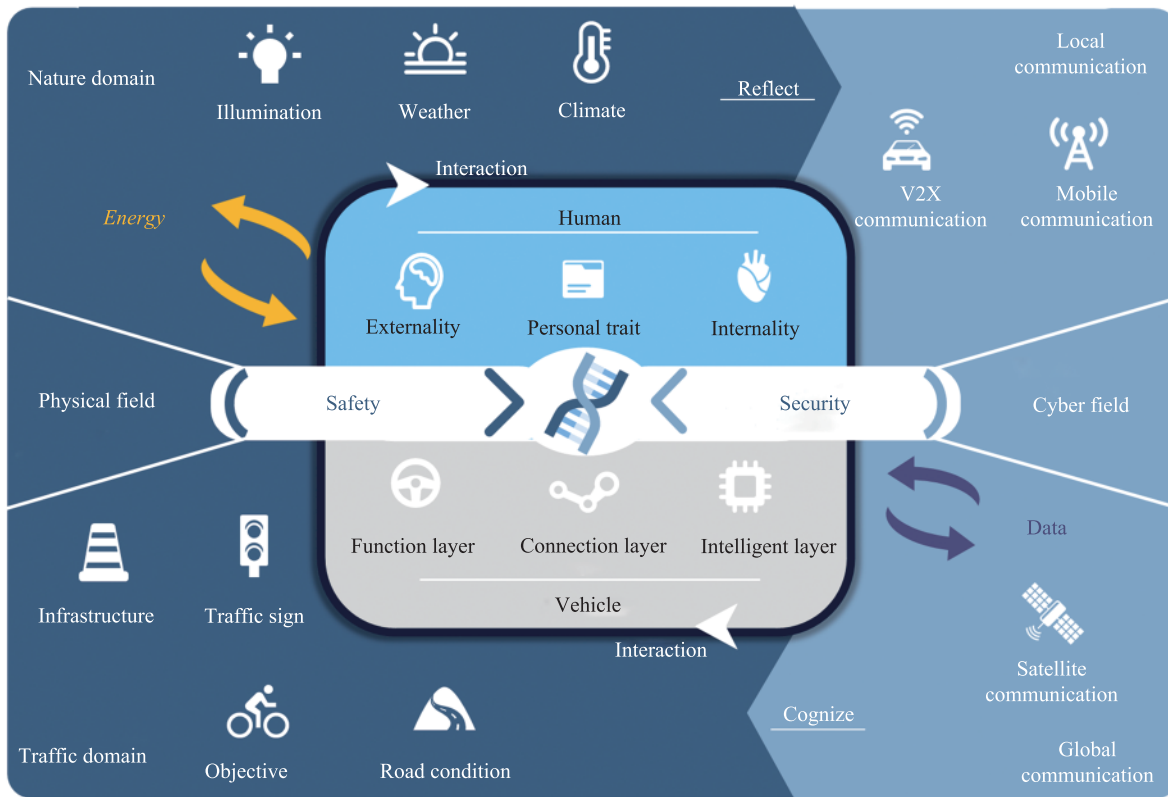 Nature domain
Illumination
Weather
Climate
Reflect
Local
communication
V2X
communication
Mobile
communication
Interaction
Energy
Human
Externality
Personal trait
Internality
Physical field
Safety
Security
Cyber field
Function layer
Connection layer
Intelligent layer
Vehicle
Interaction
Data
Infrastructure
Traffic sign
Satellite
communication
Cognize
Traffic domain
Objective
Road condition
Global
communication